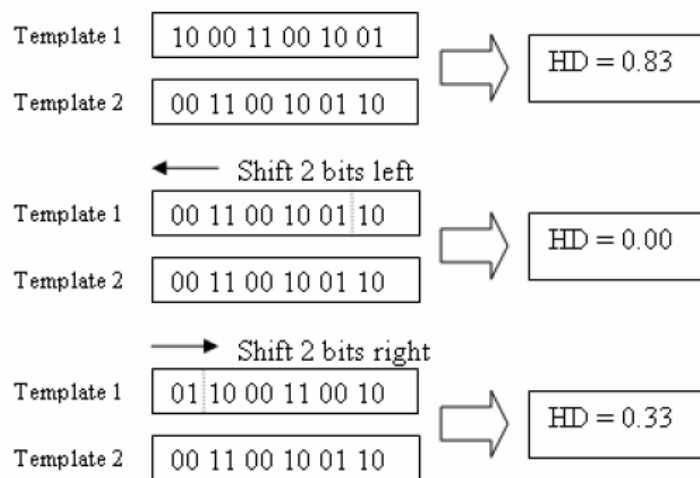 Template 1 10 00 11 00 10 01
HD = 0.83
Template 2 00 11 00 10 01 10
Shift 2 bits left
Template 1 00 11 00 10 01 10
HD = 0.00
Template 2 00 11 00 10 01 10
Shift 2 bits right
Template 1 01 10 00 11 00 10
HD = 0.33
Template 2 00 11 00 10 01 10